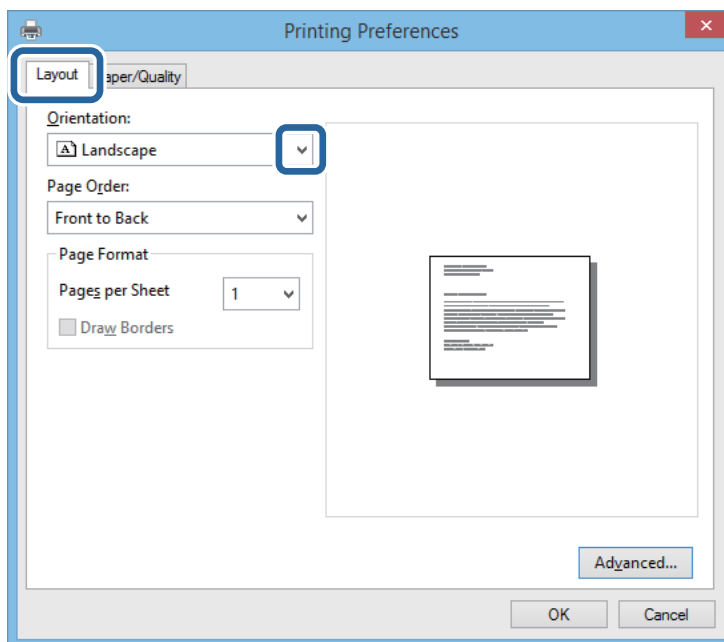 Printing Preferences
Layout
aper/Quality
Orientation:
A Landscape
Page Order:
Front to Back
Page Format
Pages per Sheet 1
Draw Borders
Advanced...
OK Cancel